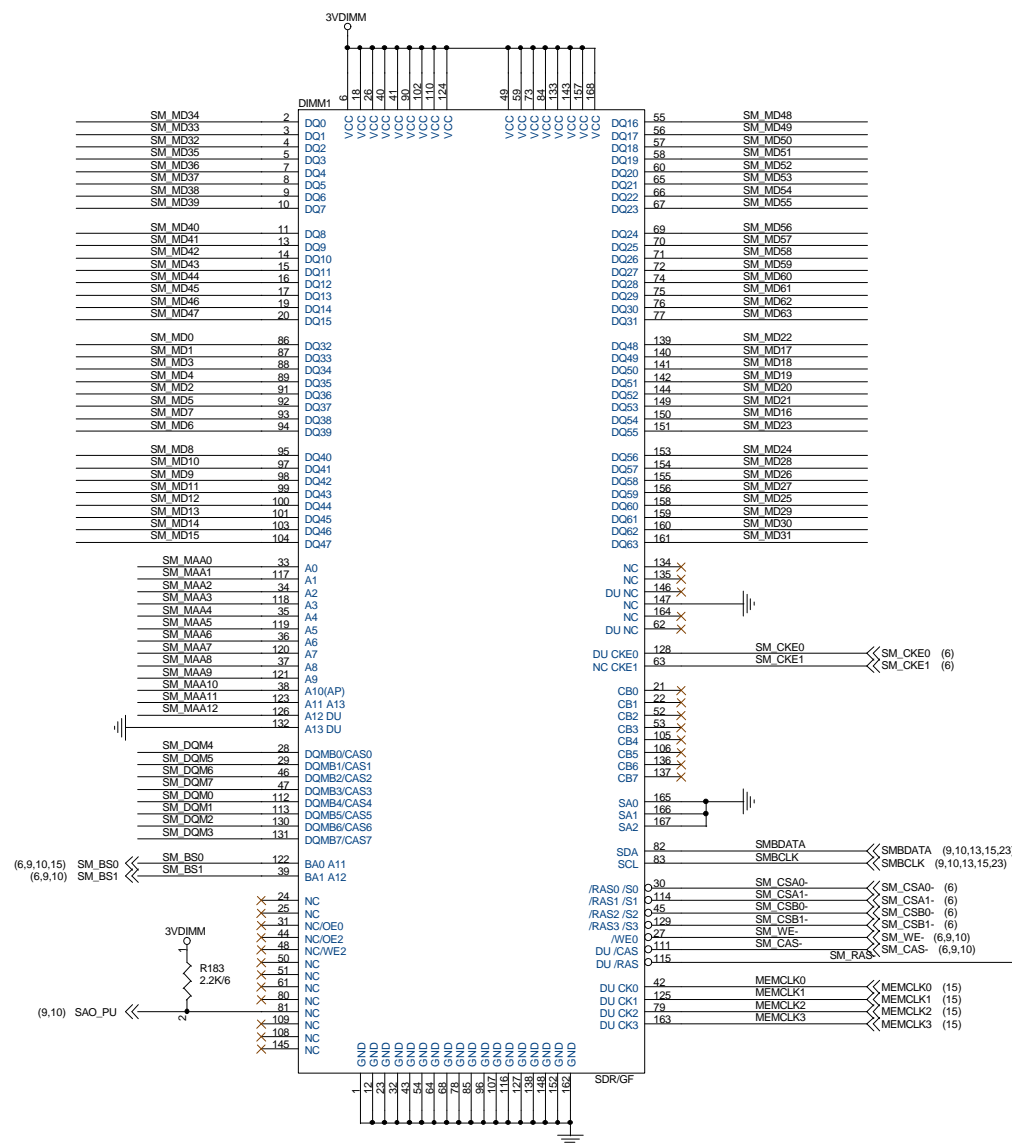 3VDIMM
6 18 26 40 41 90 102 110 124 49 59 73 84 133 143 157 168
DIMM1
VCC VCC VCC VCC VCC VCC VCC VCC VCC VCC VCC VCC VCC VCC VCC VCC VCC
SM_MD34 2 DQ0 DQ16 55 SM_MD48
SM_MD33 3 DQ1 DQ17 56 SM_MD49
SM_MD32 4 DQ2 DQ18 57 SM_MD50
SM_MD35 5 DQ3 DQ19 58 SM_MD51
SM_MD36 7 DQ4 DQ20 60 SM_MD52
SM_MD37 8 DQ5 DQ21 65 SM_MD53
SM_MD38 9 DQ6 DQ22 66 SM_MD54
SM_MD39 10 DQ7 DQ23 67 SM_MD55
SM_MD40 11 DQ8 DQ24 69 SM_MD56
SM_MD41 13 DQ9 DQ25 70 SM_MD57
SM_MD42 14 DQ10 DQ26 71 SM_MD58
SM_MD43 15 DQ11 DQ27 72 SM_MD59
SM_MD44 16 DQ12 DQ28 74 SM_MD60
SM_MD45 17 DQ13 DQ29 75 SM_MD61
SM_MD46 19 DQ14 DQ30 76 SM_MD62
SM_MD47 20 DQ15 DQ31 77 SM_MD63
SM_MD0 86 DQ32 DQ48 139 SM_MD22
SM_MD1 87 DQ33 DQ49 140 SM_MD17
SM_MD3 88 DQ34 DQ50 141 SM_MD18
SM_MD4 89 DQ35 DQ51 142 SM_MD19
SM_MD2 91 DQ36 DQ52 144 SM_MD20
SM_MD5 92 DQ37 DQ53 149 SM_MD21
SM_MD7 93 DQ38 DQ54 150 SM_MD16
SM_MD6 94 DQ39 DQ55 151 SM_MD23
SM_MD8 95 DQ40 DQ56 153 SM_MD24
SM_MD10 97 DQ41 DQ57 154 SM_MD28
SM_MD9 98 DQ42 DQ58 155 SM_MD26
SM_MD11 99 DQ43 DQ59 156 SM_MD27
SM_MD12 100 DQ44 DQ60 158 SM_MD25
SM_MD13 101 DQ45 DQ61 159 SM_MD29
SM_MD14 103 DQ46 DQ62 160 SM_MD30
SM_MD15 104 DQ47 DQ63 161 SM_MD31
SM_MAA0 33 A0 NC 134
SM_MAA1 117 A1 NC 135
SM_MAA2 34 A2 DU NC 146
SM_MAA3 118 A3 NC 147
SM_MAA4 35 A4 NC 164
SM_MAA5 119 A5 DU NC 62
SM_MAA6 36 A6
SM_MAA7 120 A7 DU CKE0 128 SM_CKE0 SM_CKE0 (6)
SM_MAA8 37 A8 NC CKE1 63 SM_CKE1 SM_CKE1 (6)
SM_MAA9 121 A9
SM_MAA10 38 A10(AP) CB0 21
SM_MAA11 123 A11 A13 CB1 22
SM_MAA12 126 A12 DU CB2 52
132 A13 DU CB3 53
CB4 105
SM_DQM4 28 DQMB0/CAS0 CB5 106
SM_DQM5 29 DQMB1/CAS1 CB6 136
SM_DQM6 46 DQMB2/CAS2 CB7 137
SM_DQM7 47 DQMB3/CAS3
SM_DQM0 112 DQMB4/CAS4 SA0 165
SM_DQM1 113 DQMB5/CAS5 SA1 166
SM_DQM2 130 DQMB6/CAS6 SA2 167
SM_DQM3 131 DQMB7/CAS7
SDA 82 SMBDATA SMBDATA (9,10,13,15,23)
(6,9,10,15) SM_BS0 SM_BS0 122 BA0 A11 SCL 83 SMBCLK SMBCLK (9,10,13,15,23)
(6,9,10) SM_BS1 SM_BS1 39 BA1 A12
/RAS0 /S0 30 SM_CSA0- SM_CSA0- (6)
24 NC /RAS1 /S1 114 SM_CSA1- SM_CSA1- (6)
25 NC /RAS2 /S2 45 SM_CSB0- SM_CSB0- (6)
31 NC/OE0 /RAS3 /S3 129 SM_CSB1- SM_CSB1- (6)
44 NC/OE2 /WE0 27 SM_WE- SM_WE- (6,9,10)
48 NC/WE2 DU /CAS 111 SM_CAS- SM_CAS- (6,9,10)
50 NC DU /RAS 115 SM_RAS-
51 NC
61 NC DU CK0 42 MEMCLK0 MEMCLK0 (15)
80 NC DU CK1 125 MEMCLK1 MEMCLK1 (15)
3VDIMM
1
R183
2.2K/6
2
(9,10) SAO_PU 81 NC DU CK2 79 MEMCLK2 MEMCLK2 (15)
109 NC DU CK3 163 MEMCLK3 MEMCLK3 (15)
108 NC
145 NC
GND GND GND GND GND GND GND GND GND GND GND GND GND GND GND GND GND GND
SDR/GF
1 12 23 32 43 54 64 68 78 85 96 107 116 127 138 148 152 162